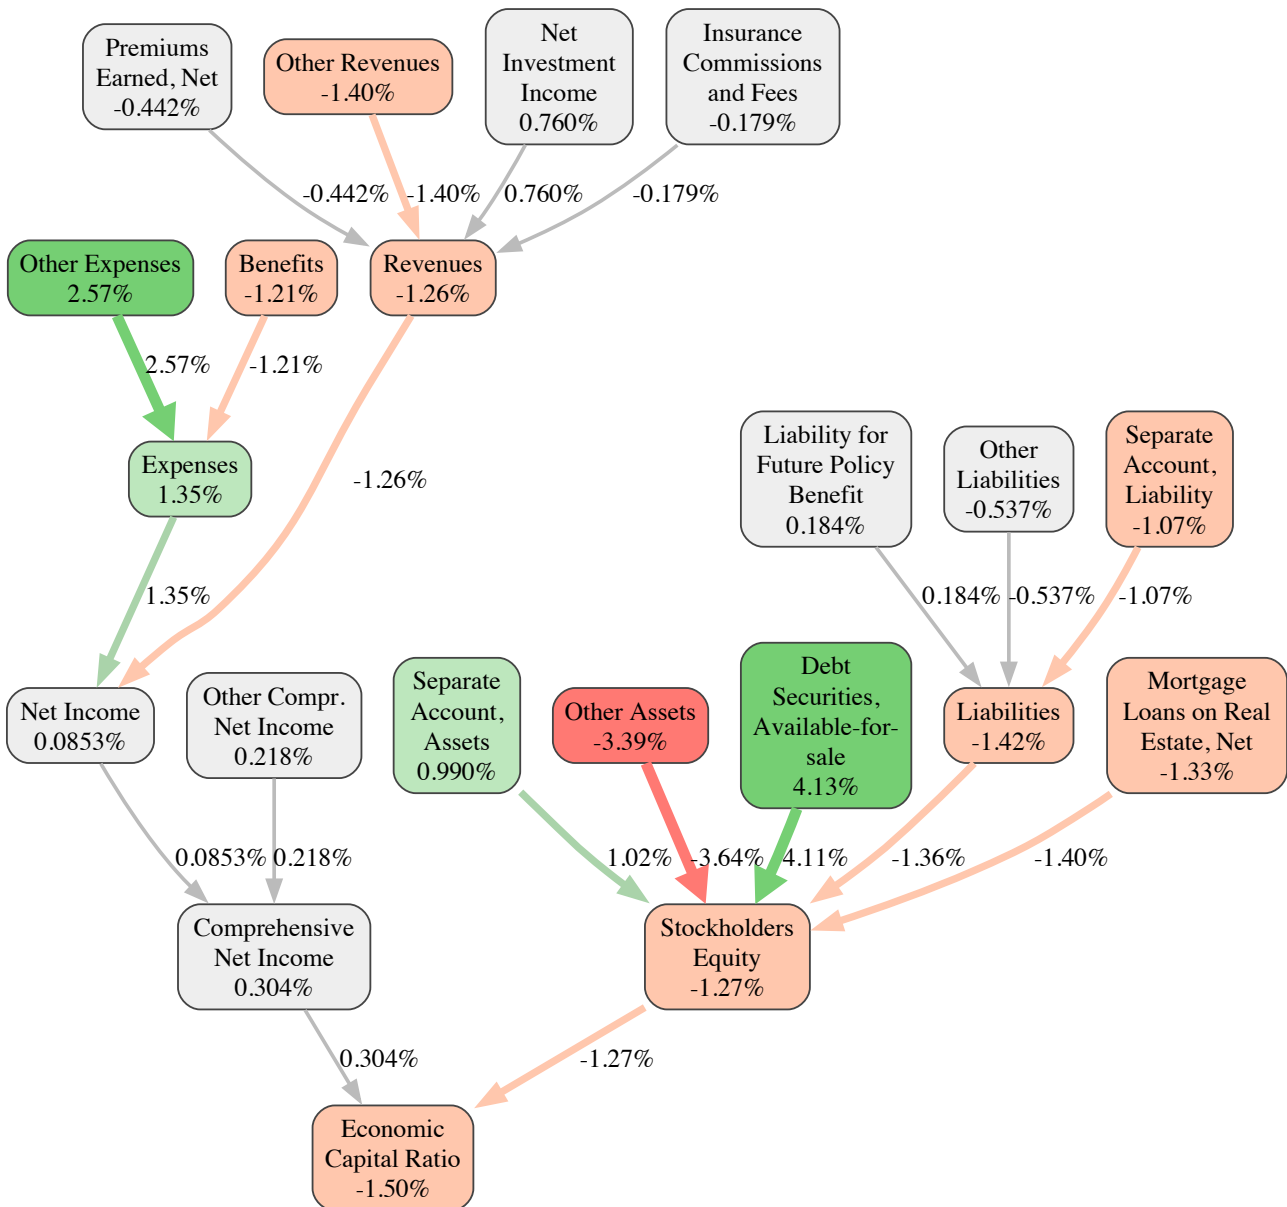 Premiums
Earned, Net
-0.442%
Other Revenues
-1.40%
Net
Investment
Income
0.760%
Insurance
Commissions
and Fees
-0.179%
-0.442%
-1.40%
0.760%
-0.179%
Other Expenses
2.57%
Benefits
-1.21%
Revenues
-1.26%
2.57%
-1.21%
-1.26%
Expenses
1.35%
Liability for
Future Policy
Benefit
0.184%
Other
Liabilities
-0.537%
Separate
Account,
Liability
-1.07%
1.35%
0.184%
-0.537%
-1.07%
Net Income
0.0853%
Other Compr.
Net Income
0.218%
Separate
Account,
Assets
0.990%
Other Assets
-3.39%
Debt
Securities,
Available-for-
sale
4.13%
Liabilities
-1.42%
Mortgage
Loans on Real
Estate, Net
-1.33%
0.0853%
0.218%
1.02%
-3.64%
4.11%
-1.36%
-1.40%
Comprehensive
Net Income
0.304%
Stockholders
Equity
-1.27%
0.304%
-1.27%
Economic
Capital Ratio
-1.50%